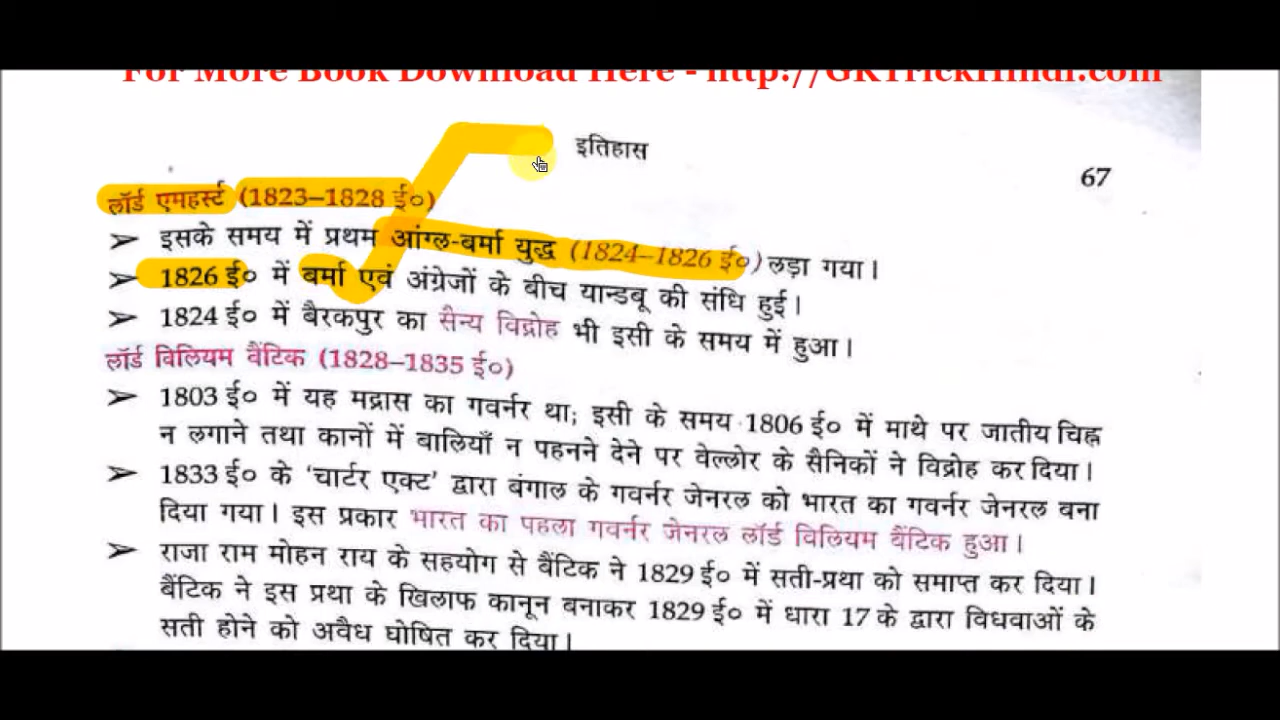 For More Book Download Here - http://GKTrickHindi.com
इतिहास
67
लॉर्ड एमहर्स्ट (1823–1828 ई०)
➤ इसके समय में प्रथम आंग्ल-बर्मा युद्ध (1824–1826 ई०) लड़ा गया।
➤ 1826 ई० में बर्मा एवं अंग्रेजों के बीच यान्डबू की संधि हुई।
➤ 1824 ई० में बैरकपुर का सैन्य विद्रोह भी इसी के समय में हुआ।
लॉर्ड विलियम बैंटिक (1828–1835 ई०)
➤ 1803 ई० में यह मद्रास का गवर्नर था; इसी के समय 1806 ई० में माथे पर जातीय चिह्न
न लगाने तथा कानों में बालियाँ न पहनने देने पर वेल्लोर के सैनिकों ने विद्रोह कर दिया।
➤ 1833 ई० के ‘चार्टर एक्ट’ द्वारा बंगाल के गवर्नर जेनरल को भारत का गवर्नर जेनरल बना
दिया गया। इस प्रकार भारत का पहला गवर्नर जेनरल लॉर्ड विलियम बैंटिक हुआ।
➤ राजा राम मोहन राय के सहयोग से बैंटिक ने 1829 ई० में सती-प्रथा को समाप्त कर दिया।
बैंटिक ने इस प्रथा के खिलाफ कानून बनाकर 1829 ई० में धारा 17 के द्वारा विधवाओं के
सती होने को अवैध घोषित कर दिया।